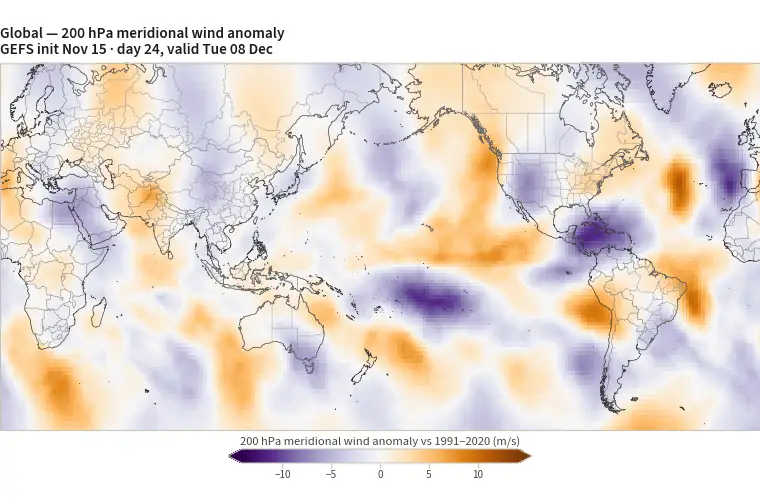 Global — 200 hPa meridional wind anomaly
GEFS init Nov 15 · day 24, valid Tue 08 Dec
200 hPa meridional wind anomaly vs 1991–2020 (m/s)
−10 −5 0 5 10